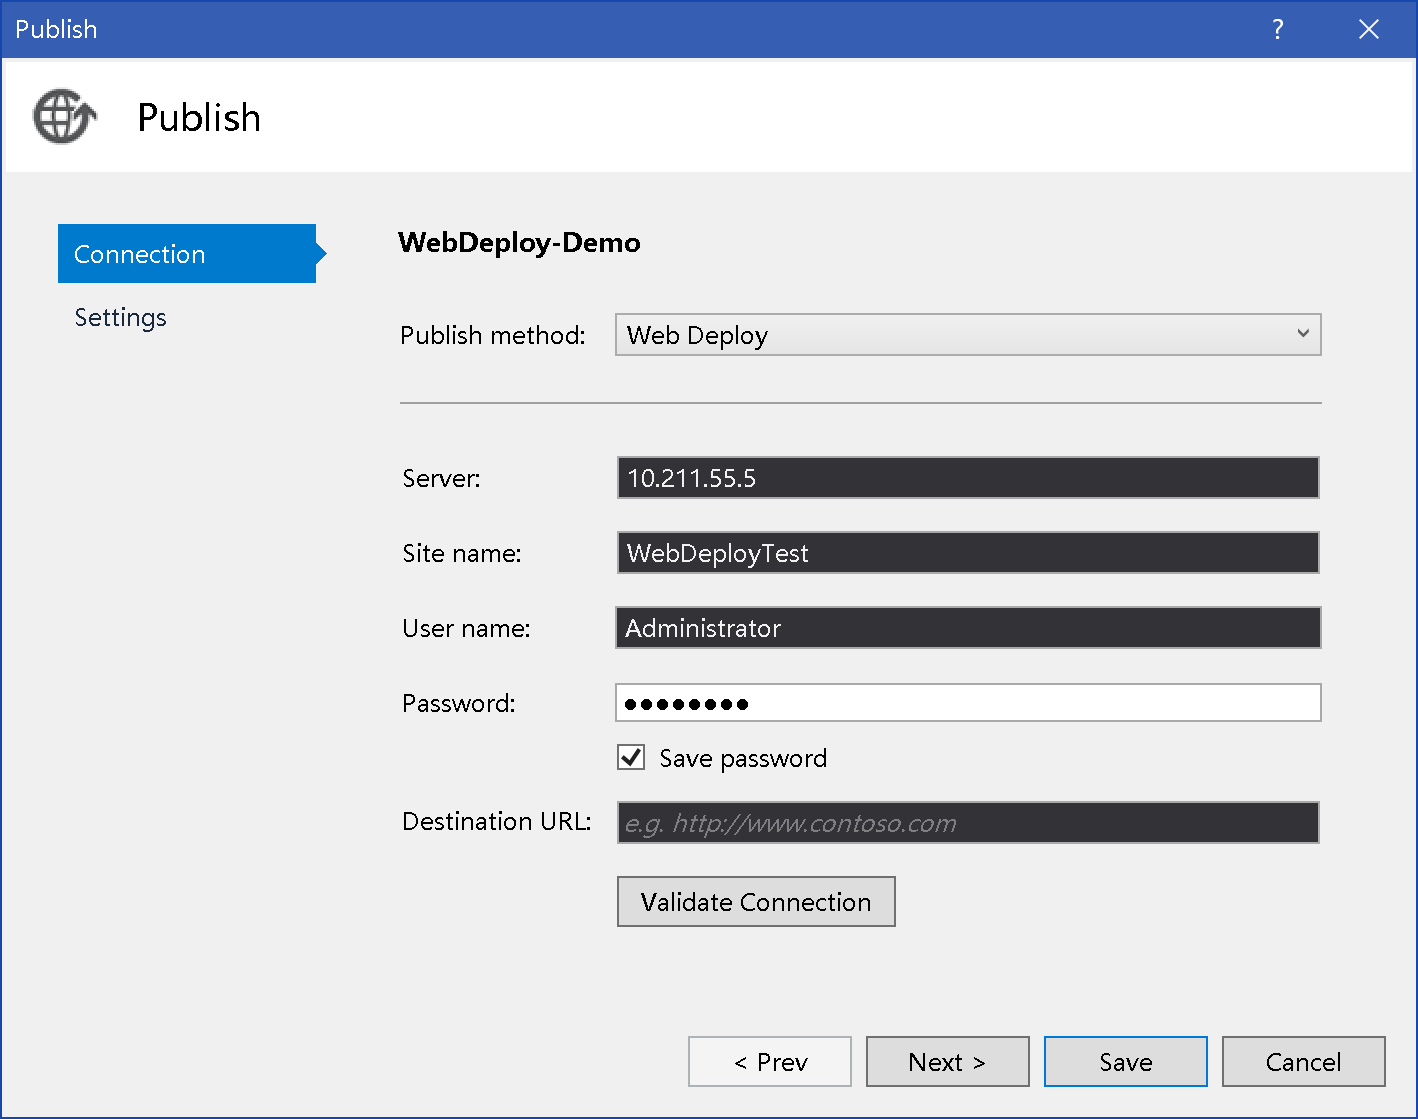 Publish ?
Publish
Connection
Settings
WebDeploy-Demo
Publish method: Web Deploy
Server: 10.211.55.5
Site name: WebDeployTest
User name: Administrator
Password: ●●●●●●●●
Save password
Destination URL: e.g. http://www.contoso.com
Validate Connection
< Prev Next > Save Cancel